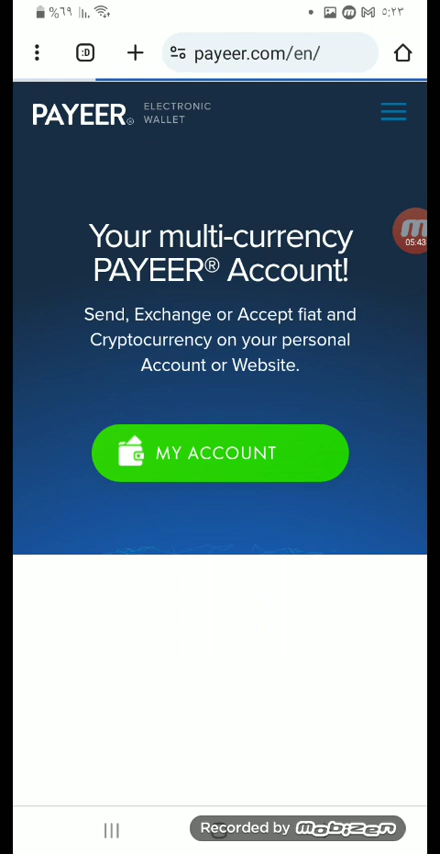 %٦٩ ٥:٢٣
:D payeer.com/en/
PAYEER® ELECTRONIC
WALLET
Your multi-currency
PAYEER® Account!
05:43
Send, Exchange or Accept fiat and
Cryptocurrency on your personal
Account or Website.
MY ACCOUNT
Recorded by mobizen